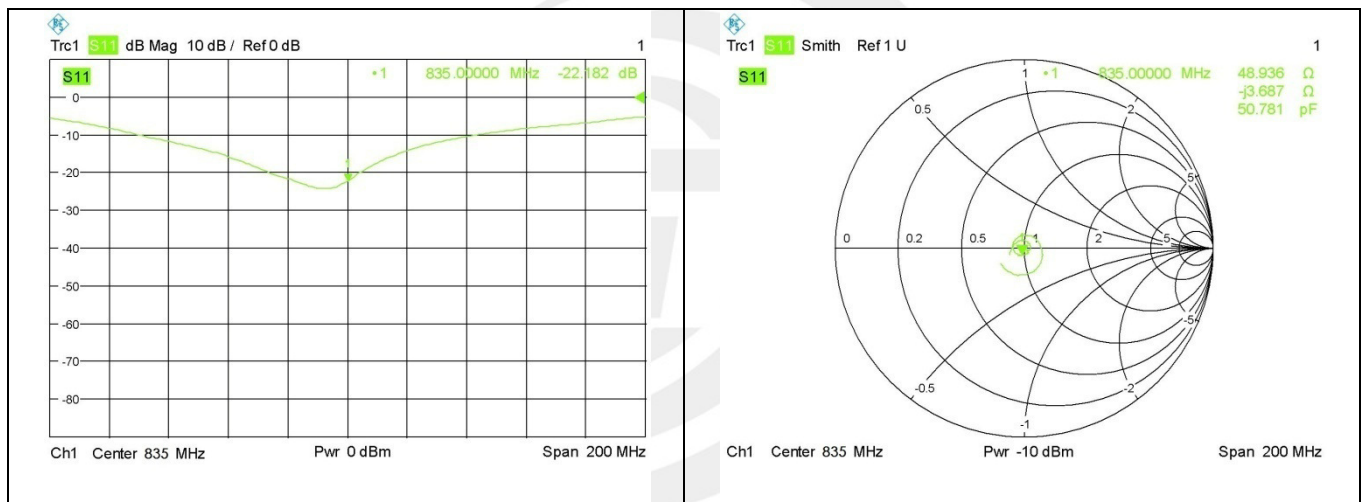 Trc1 S11 dB Mag 10 dB / Ref 0 dB 1
S11
•1 835.00000 MHz -22.182 dB
0
-10
-20
-30
-40
-50
-60
-70
-80
Ch1 Center 835 MHz Pwr 0 dBm Span 200 MHz
Trc1 S11 Smith Ref 1 U 1
S11
•1 835.00000 MHz 48.936 Ω
-j3.687 Ω
50.781 pF
1
0.5
2
5
0 0.2 0.5 1 2 5
-5
-0.5
-2
-1
Ch1 Center 835 MHz Pwr -10 dBm Span 200 MHz